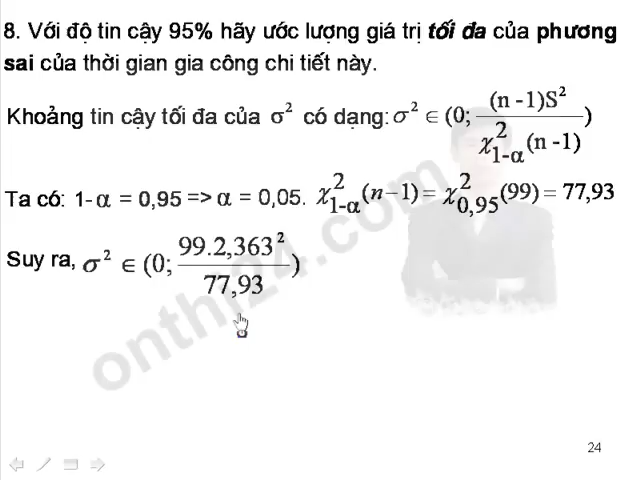 8. Với độ tin cậy 95% hãy ước lượng giá trị tối đa của phương
sai của thời gian gia công chi tiết này.
Khoảng tin cậy tối đa của σ² có dạng: σ² ∈ (0; (n -1)S² / χ²₁₋α(n -1))
Ta có: 1- α = 0,95 => α = 0,05. χ²₁₋α(n-1) = χ²₀,₉₅(99) = 77,93
Suy ra, σ² ∈ (0; 99.2,363² / 77,93)
onthi24.com
24